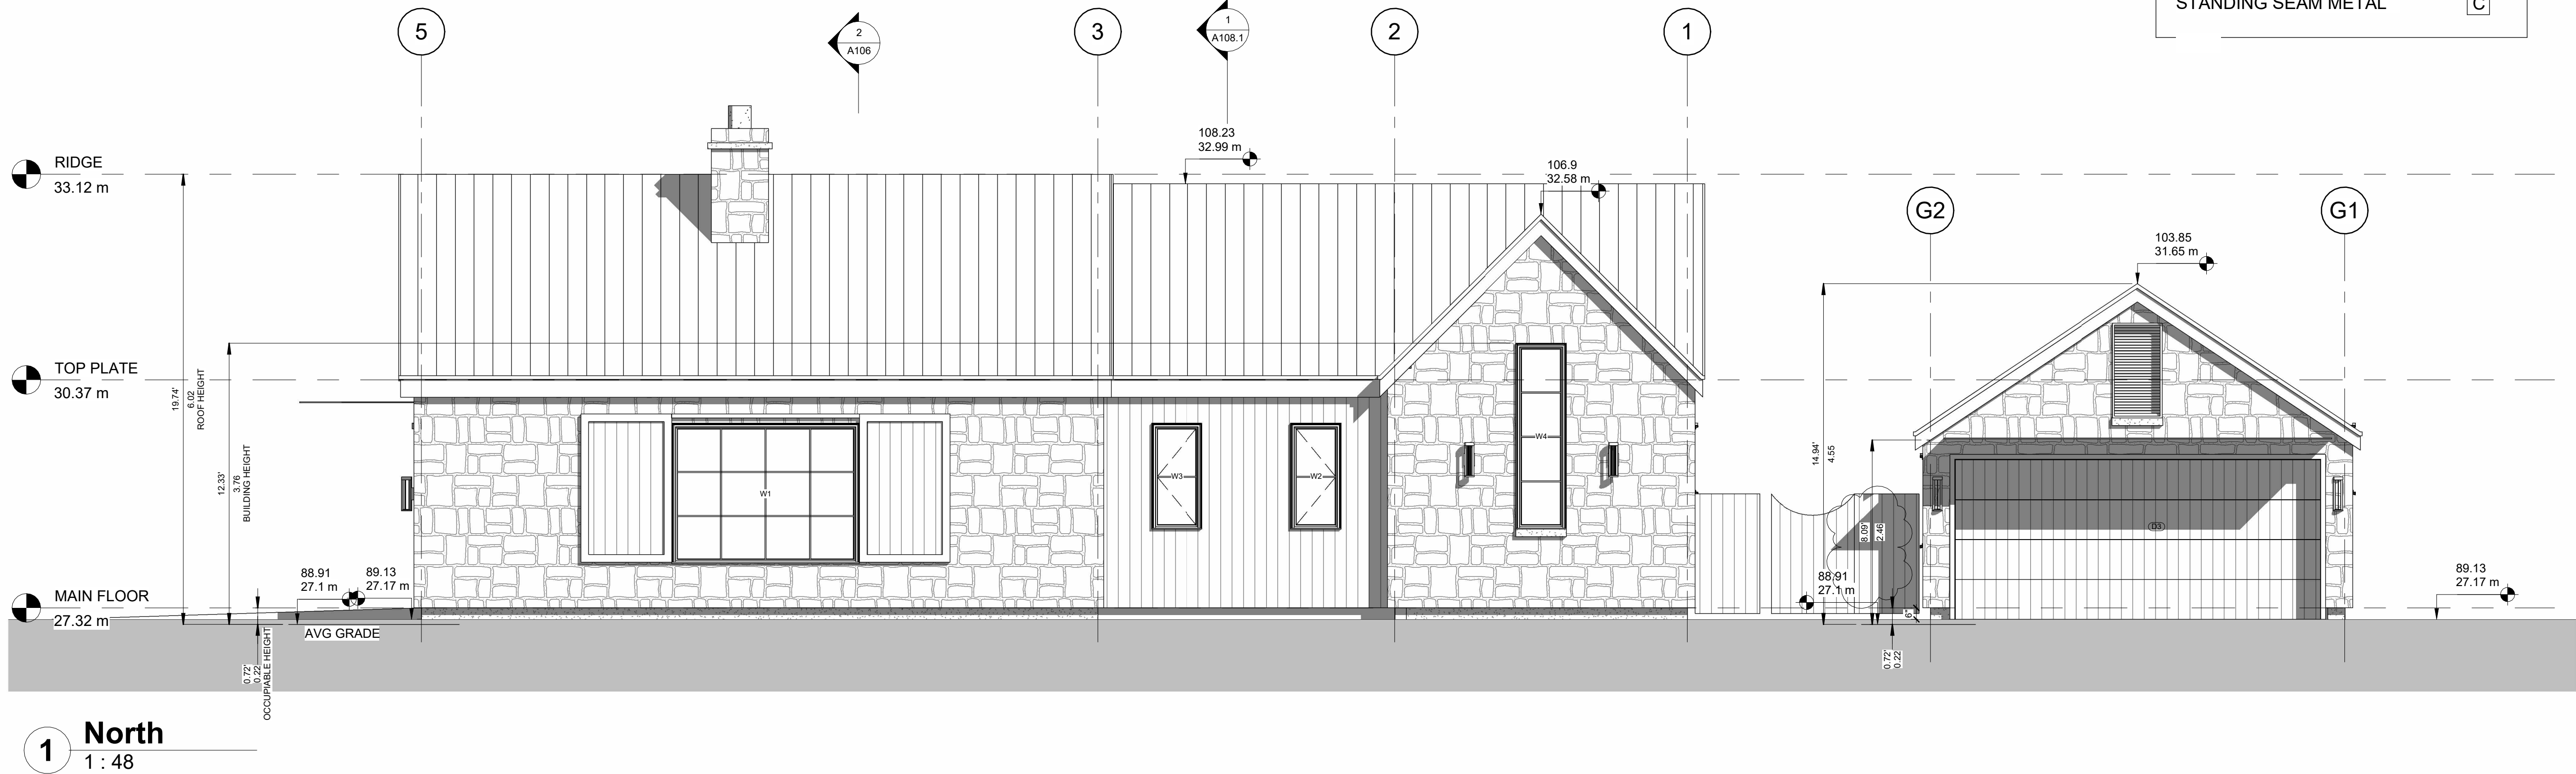 STANDING SEAM METAL C
5
2
A106
3
1
A108.1
2
1
RIDGE
33.12 m
108.23
32.99 m
106.9
32.58 m
G2
G1
103.85
31.65 m
TOP PLATE
30.37 m
19.74'
6.02
ROOF HEIGHT
12.33'
3.76
BUILDING HEIGHT
W1
W3
W2
W4
14.94'
4.55
8.09'
2.46
D3
88.91
27.1 m
89.13
27.17 m
88.91
27.1 m
89.13
27.17 m
MAIN FLOOR
27.32 m
AVG GRADE
6"
0.72'
0.22
OCCUPIABLE HEIGHT
0.72'
0.22
1
North
1 : 48